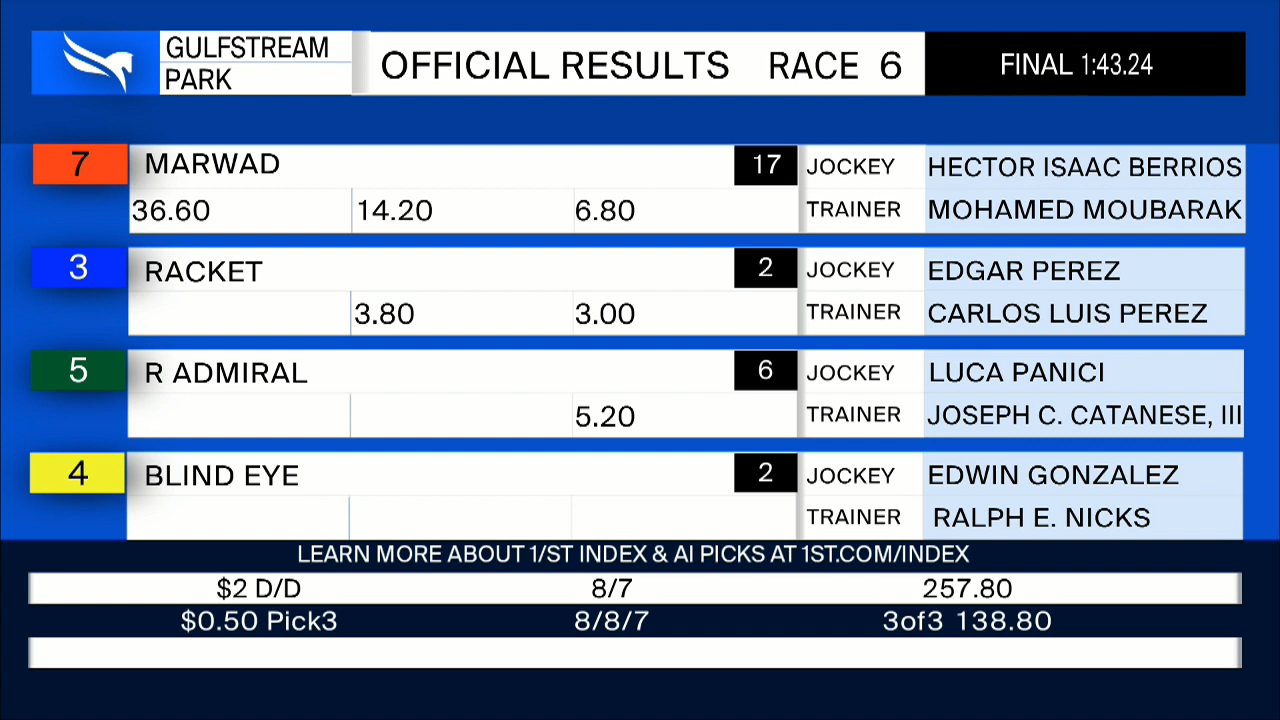 GULFSTREAM PARK
OFFICIAL RESULTS RACE 6
FINAL 1:43.24
7 MARWAD 17 JOCKEY HECTOR ISAAC BERRIOS
36.60 14.20 6.80 TRAINER MOHAMED MOUBARAK
3 RACKET 2 JOCKEY EDGAR PEREZ
3.80 3.00 TRAINER CARLOS LUIS PEREZ
5 R ADMIRAL 6 JOCKEY LUCA PANICI
5.20 TRAINER JOSEPH C. CATANESE, III
4 BLIND EYE 2 JOCKEY EDWIN GONZALEZ
TRAINER RALPH E. NICKS
LEARN MORE ABOUT 1/ST INDEX & AI PICKS AT 1ST.COM/INDEX
$2 D/D 8/7 257.80
$0.50 Pick3 8/8/7 3of3 138.80